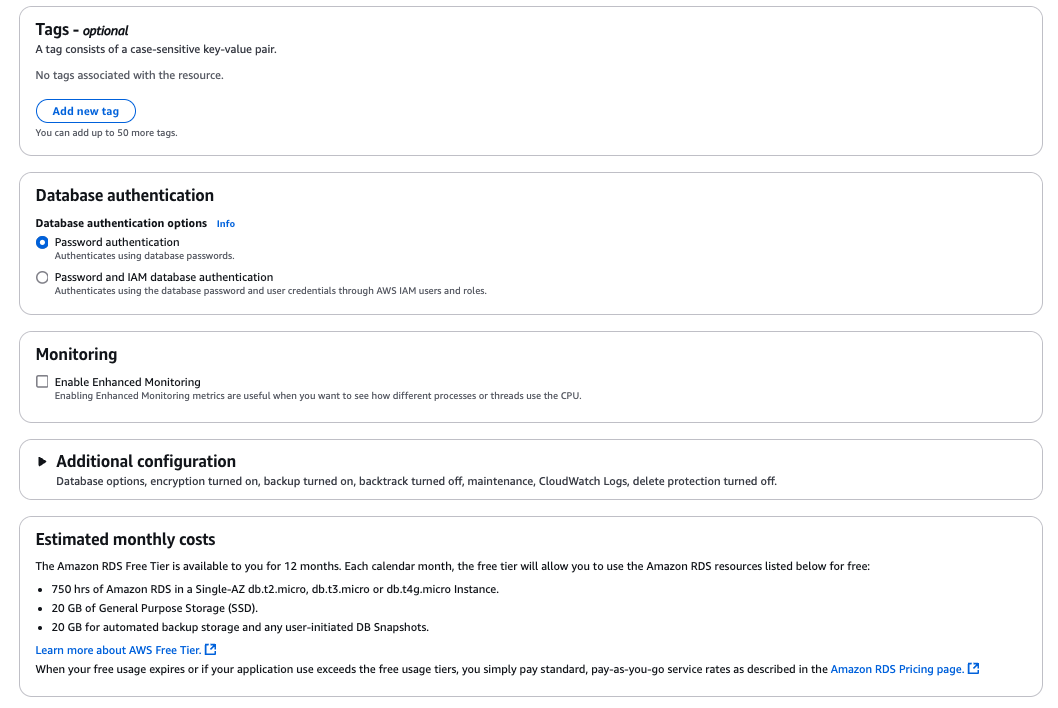 Tags - optional
A tag consists of a case-sensitive key-value pair.
No tags associated with the resource.
Add new tag
You can add up to 50 more tags.
Database authentication
Database authentication options Info
Password authentication
Authenticates using database passwords.
Password and IAM database authentication
Authenticates using the database password and user credentials through AWS IAM users and roles.
Monitoring
Enable Enhanced Monitoring
Enabling Enhanced Monitoring metrics are useful when you want to see how different processes or threads use the CPU.
Additional configuration
Database options, encryption turned on, backup turned on, backtrack turned off, maintenance, CloudWatch Logs, delete protection turned off.
Estimated monthly costs
The Amazon RDS Free Tier is available to you for 12 months. Each calendar month, the free tier will allow you to use the Amazon RDS resources listed below for free:
• 750 hrs of Amazon RDS in a Single-AZ db.t2.micro, db.t3.micro or db.t4g.micro Instance.
• 20 GB of General Purpose Storage (SSD).
• 20 GB for automated backup storage and any user-initiated DB Snapshots.
Learn more about AWS Free Tier.
When your free usage expires or if your application use exceeds the free usage tiers, you simply pay standard, pay-as-you-go service rates as described in the Amazon RDS Pricing page.